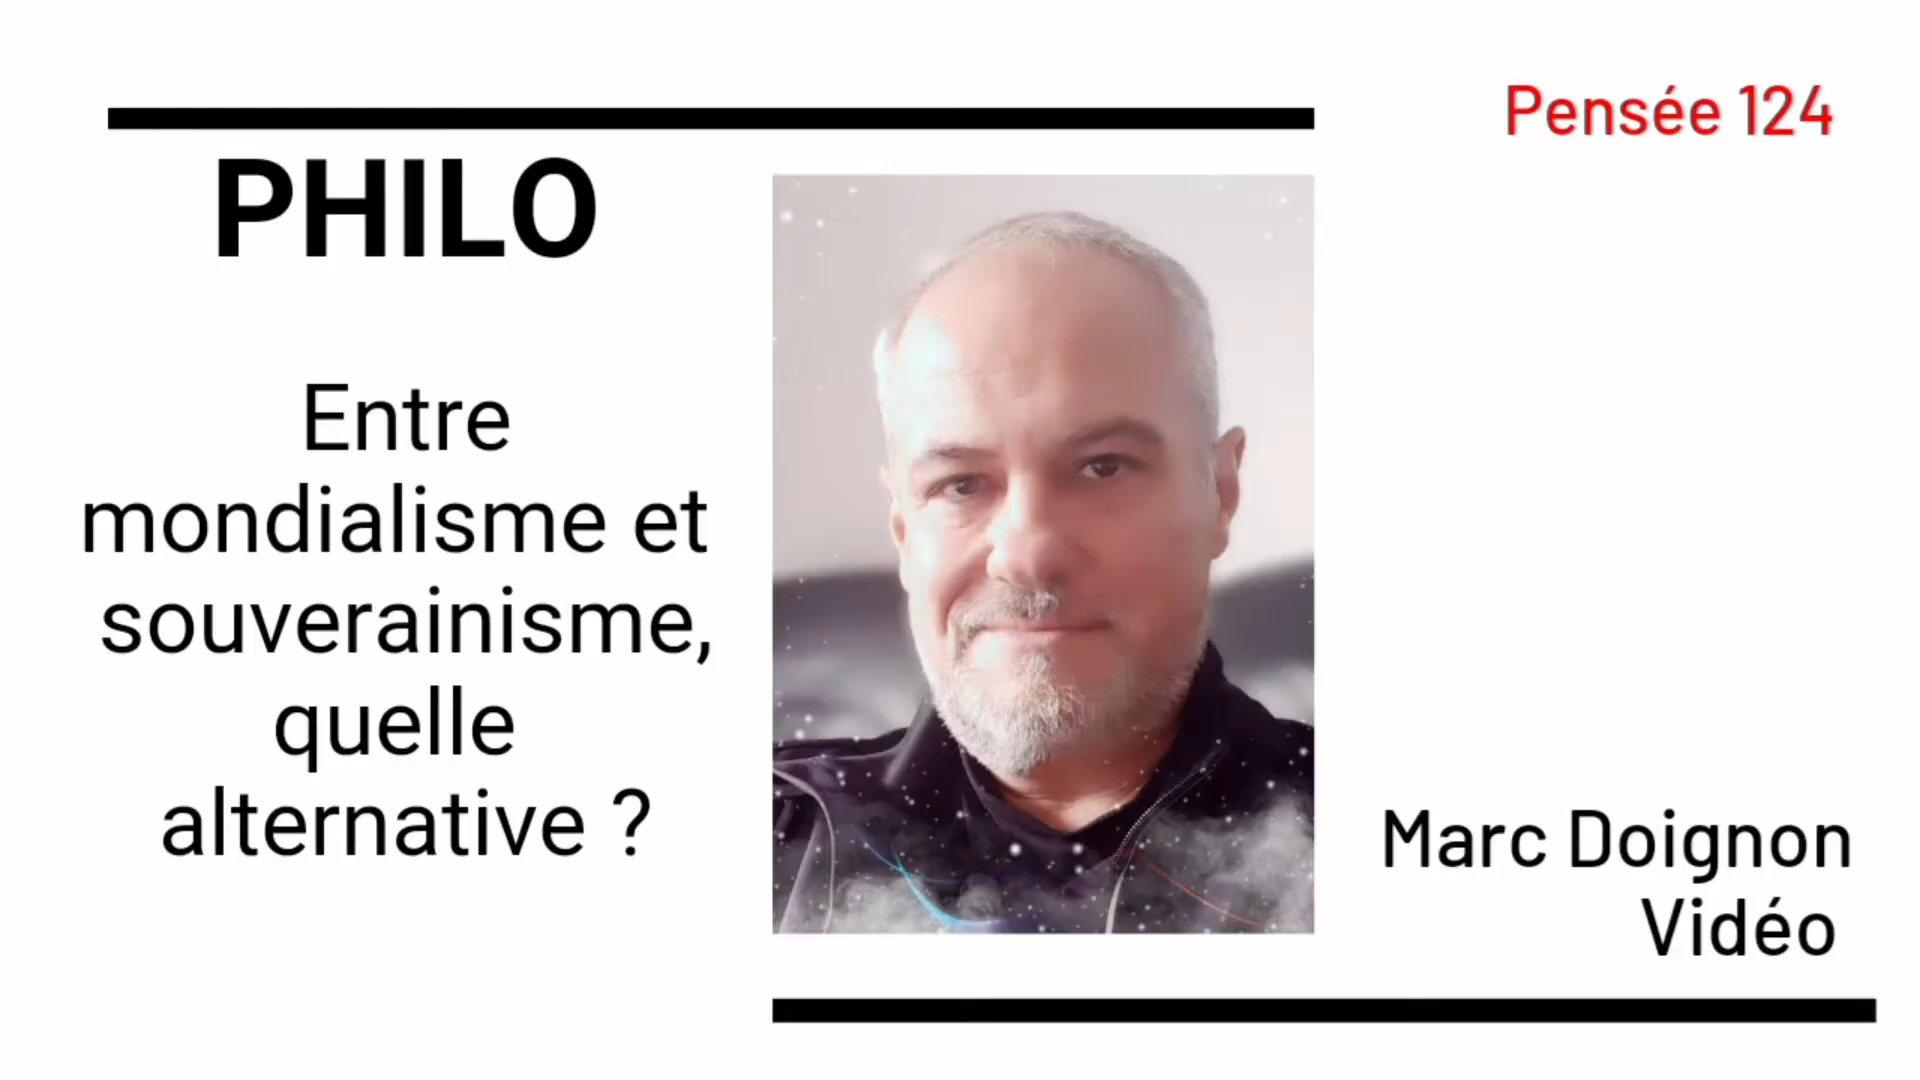 Pensée 124
PHILO
Entre
mondialisme et
souverainisme,
quelle
alternative ?
Marc Doignon
Vidéo